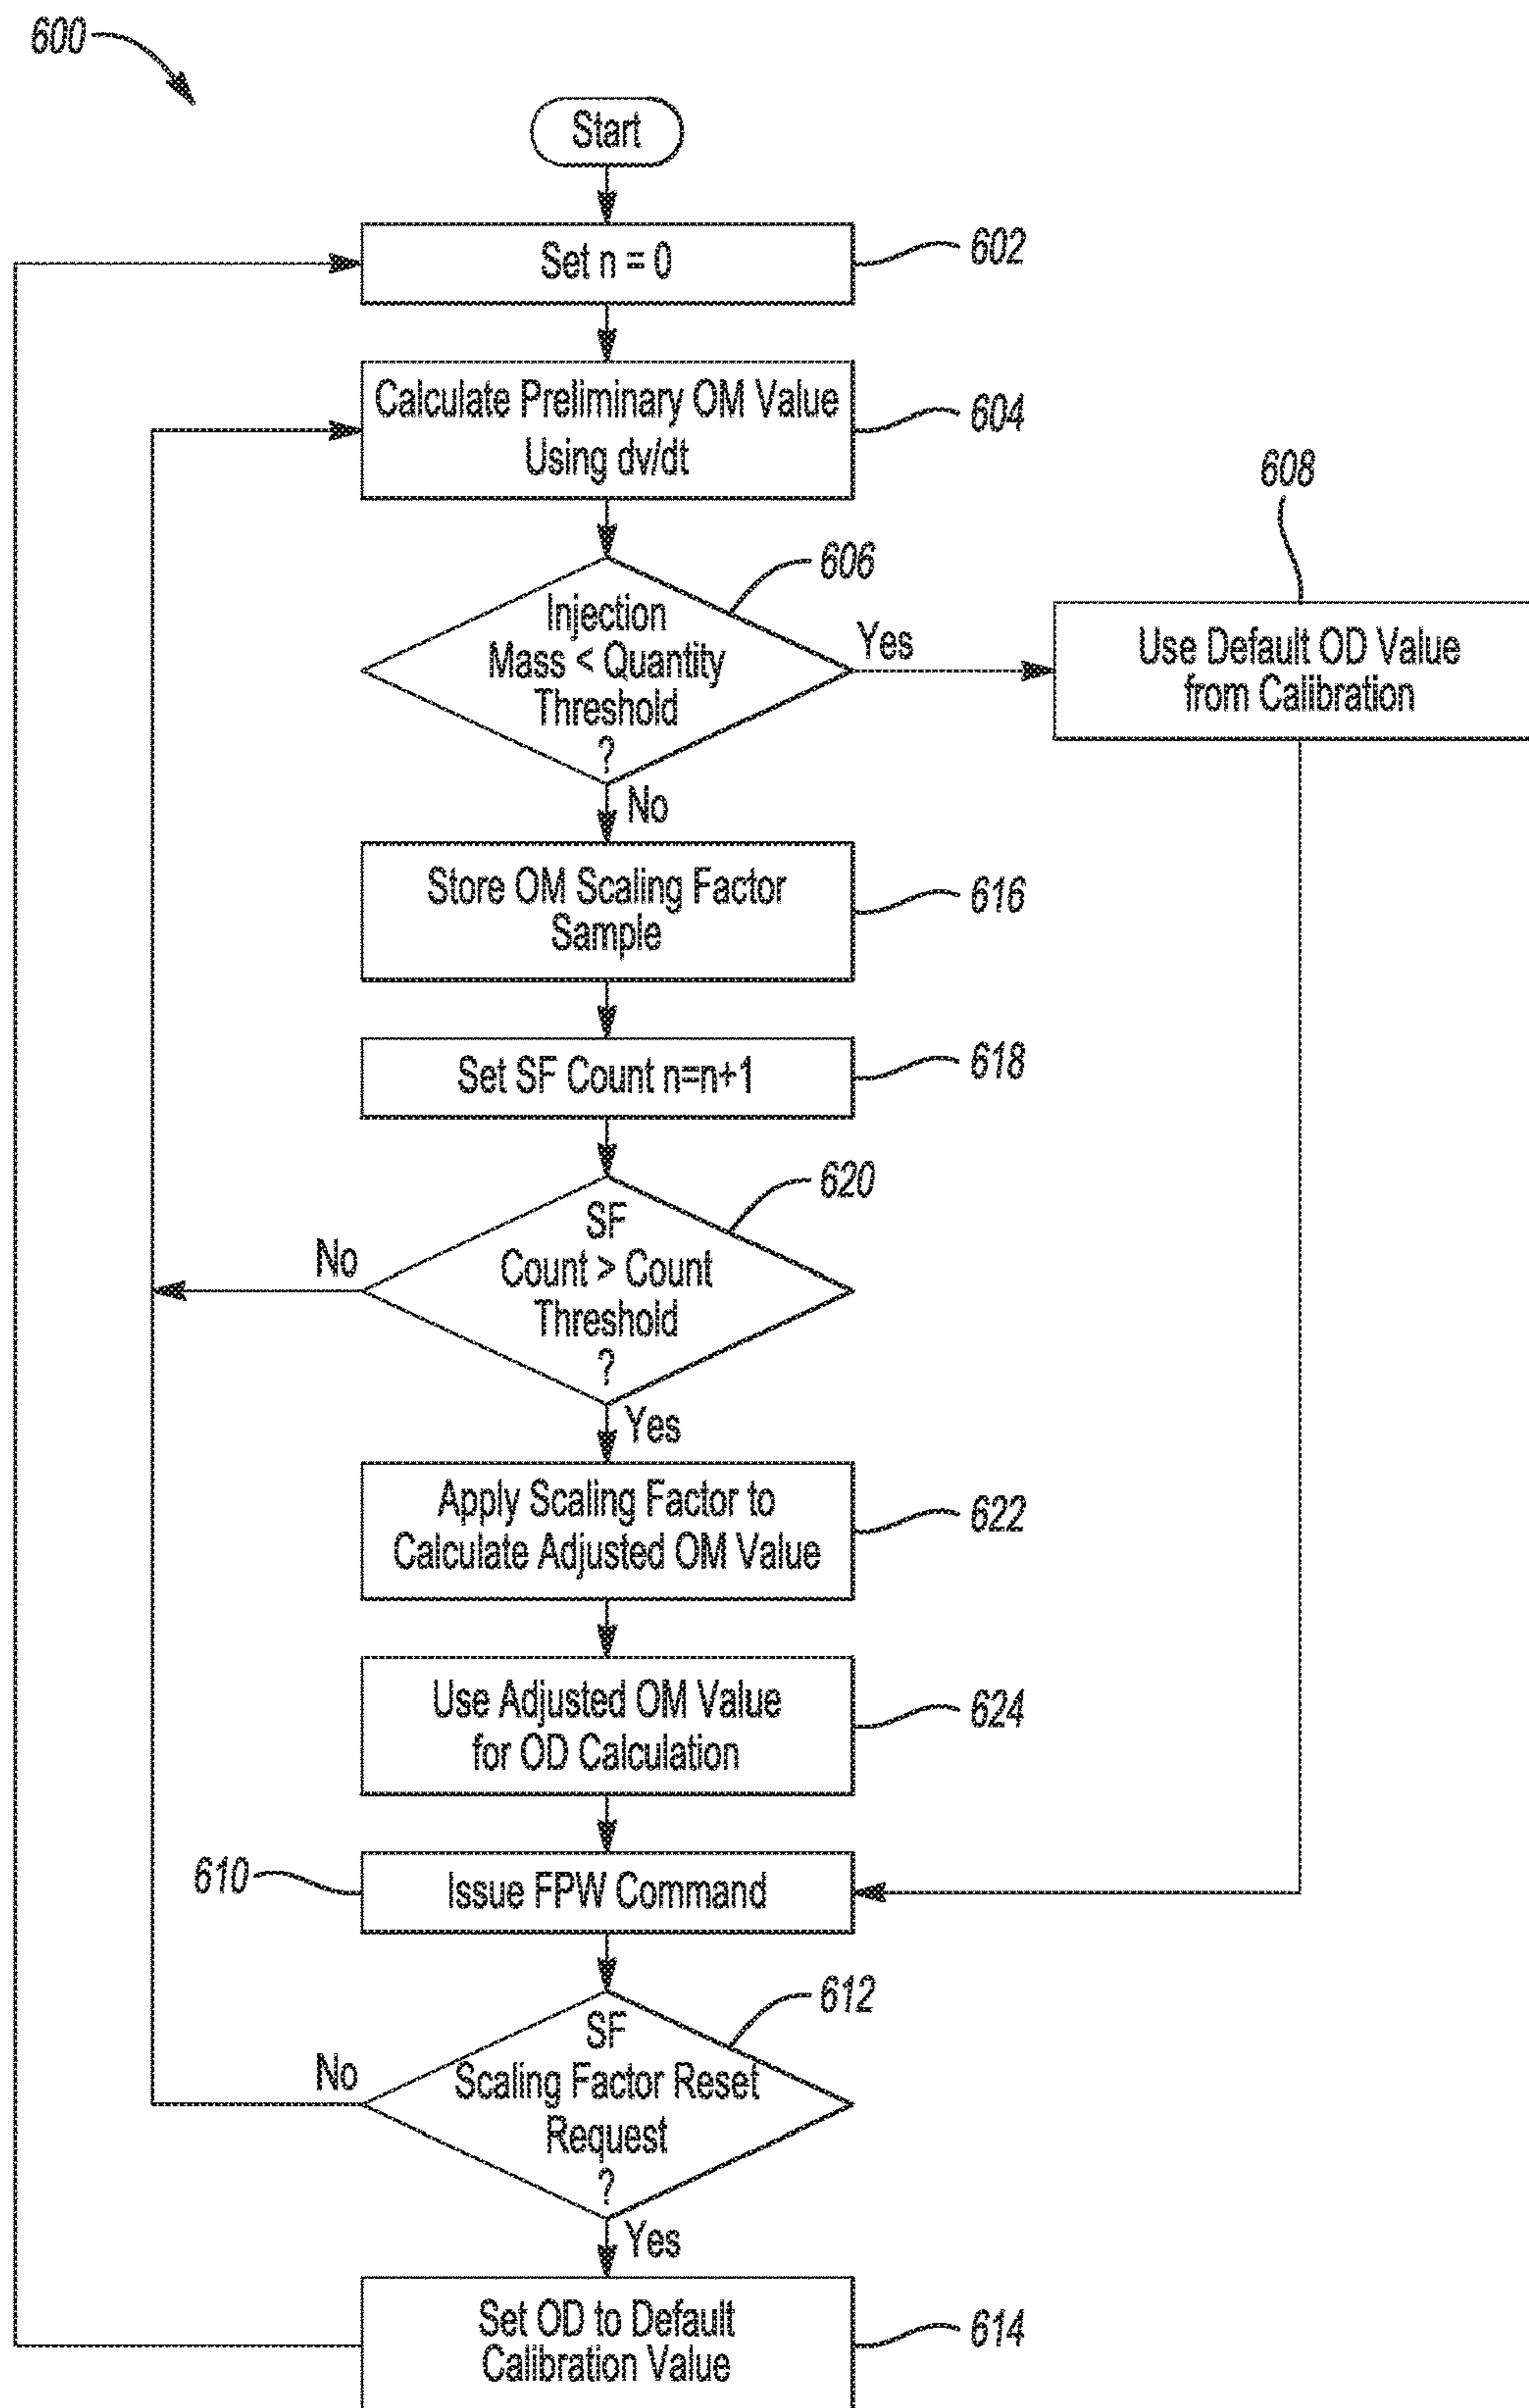 600
Start
Set n = 0
602
Calculate Preliminary OM Value
Using dv/dt
604
608
606
Injection
Mass < Quantity
Threshold
?
Yes
Use Default OD Value
from Calibration
No
Store OM Scaling Factor
Sample
616
Set SF Count n=n+1
618
620
SF
Count > Count
Threshold
?
No
Yes
Apply Scaling Factor to
Calculate Adjusted OM Value
622
Use Adjusted OM Value
for OD Calculation
624
610
Issue FPW Command
612
SF
Scaling Factor Reset
Request
?
No
Yes
Set OD to Default
Calibration Value
614